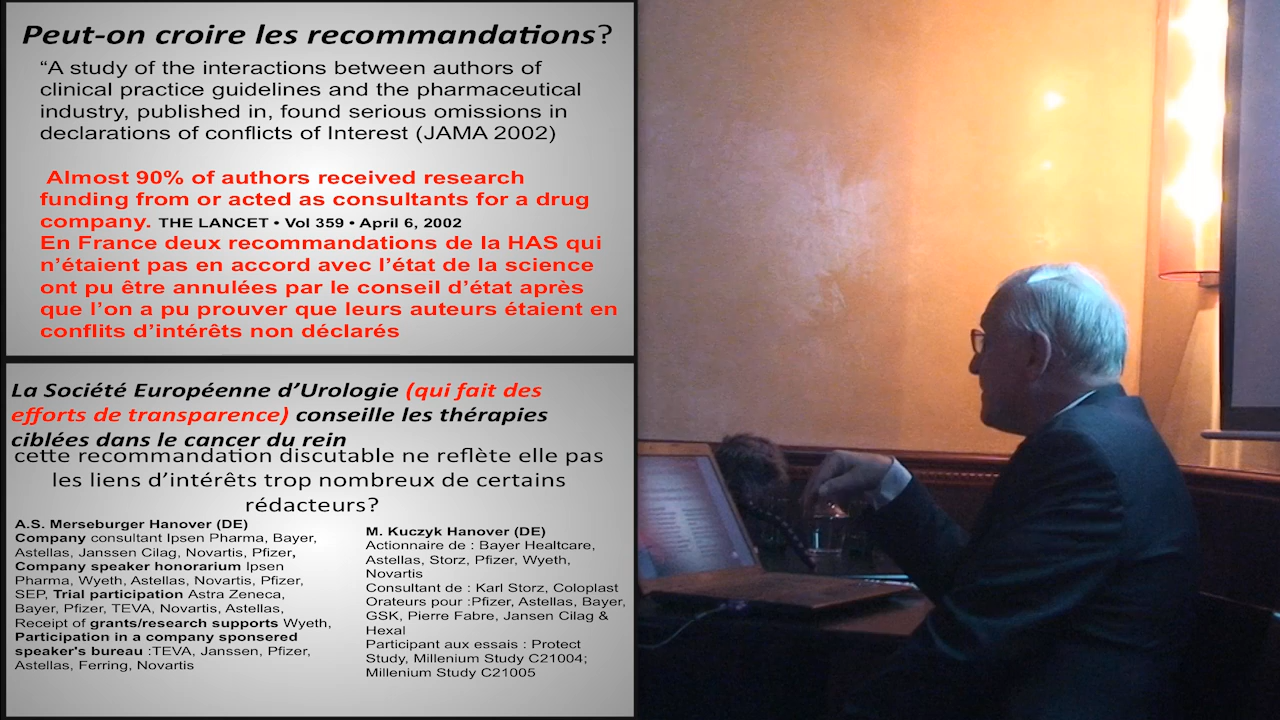 Peut-on croire les recommandations?
“A study of the interactions between authors of
clinical practice guidelines and the pharmaceutical
industry, published in, found serious omissions in
declarations of conflicts of Interest (JAMA 2002)
Almost 90% of authors received research
funding from or acted as consultants for a drug
company. THE LANCET • Vol 359 • April 6, 2002
En France deux recommandations de la HAS qui
n’étaient pas en accord avec l’état de la science
ont pu être annulées par le conseil d’état après
que l’on a pu prouver que leurs auteurs étaient en
conflits d’intérêts non déclarés
La Société Européenne d’Urologie (qui fait des
efforts de transparence) conseille les thérapies
ciblées dans le cancer du rein
cette recommandation discutable ne reflète elle pas
les liens d’intérêts trop nombreux de certains
rédacteurs?
A.S. Merseburger Hanover (DE)
Company consultant Ipsen Pharma, Bayer,
Astellas, Janssen Cilag, Novartis, Pfizer,
Company speaker honorarium Ipsen
Pharma, Wyeth, Astellas, Novartis, Pfizer,
SEP, Trial participation Astra Zeneca,
Bayer, Pfizer, TEVA, Novartis, Astellas,
Receipt of grants/research supports Wyeth,
Participation in a company sponsered
speaker's bureau :TEVA, Janssen, Pfizer,
Astellas, Ferring, Novartis
M. Kuczyk Hanover (DE)
Actionnaire de : Bayer Healtcare,
Astellas, Storz, Pfizer, Wyeth,
Novartis
Consultant de : Karl Storz, Coloplast
Orateurs pour :Pfizer, Astellas, Bayer,
GSK, Pierre Fabre, Jansen Cilag &
Hexal
Participant aux essais : Protect
Study, Millenium Study C21004;
Millenium Study C21005